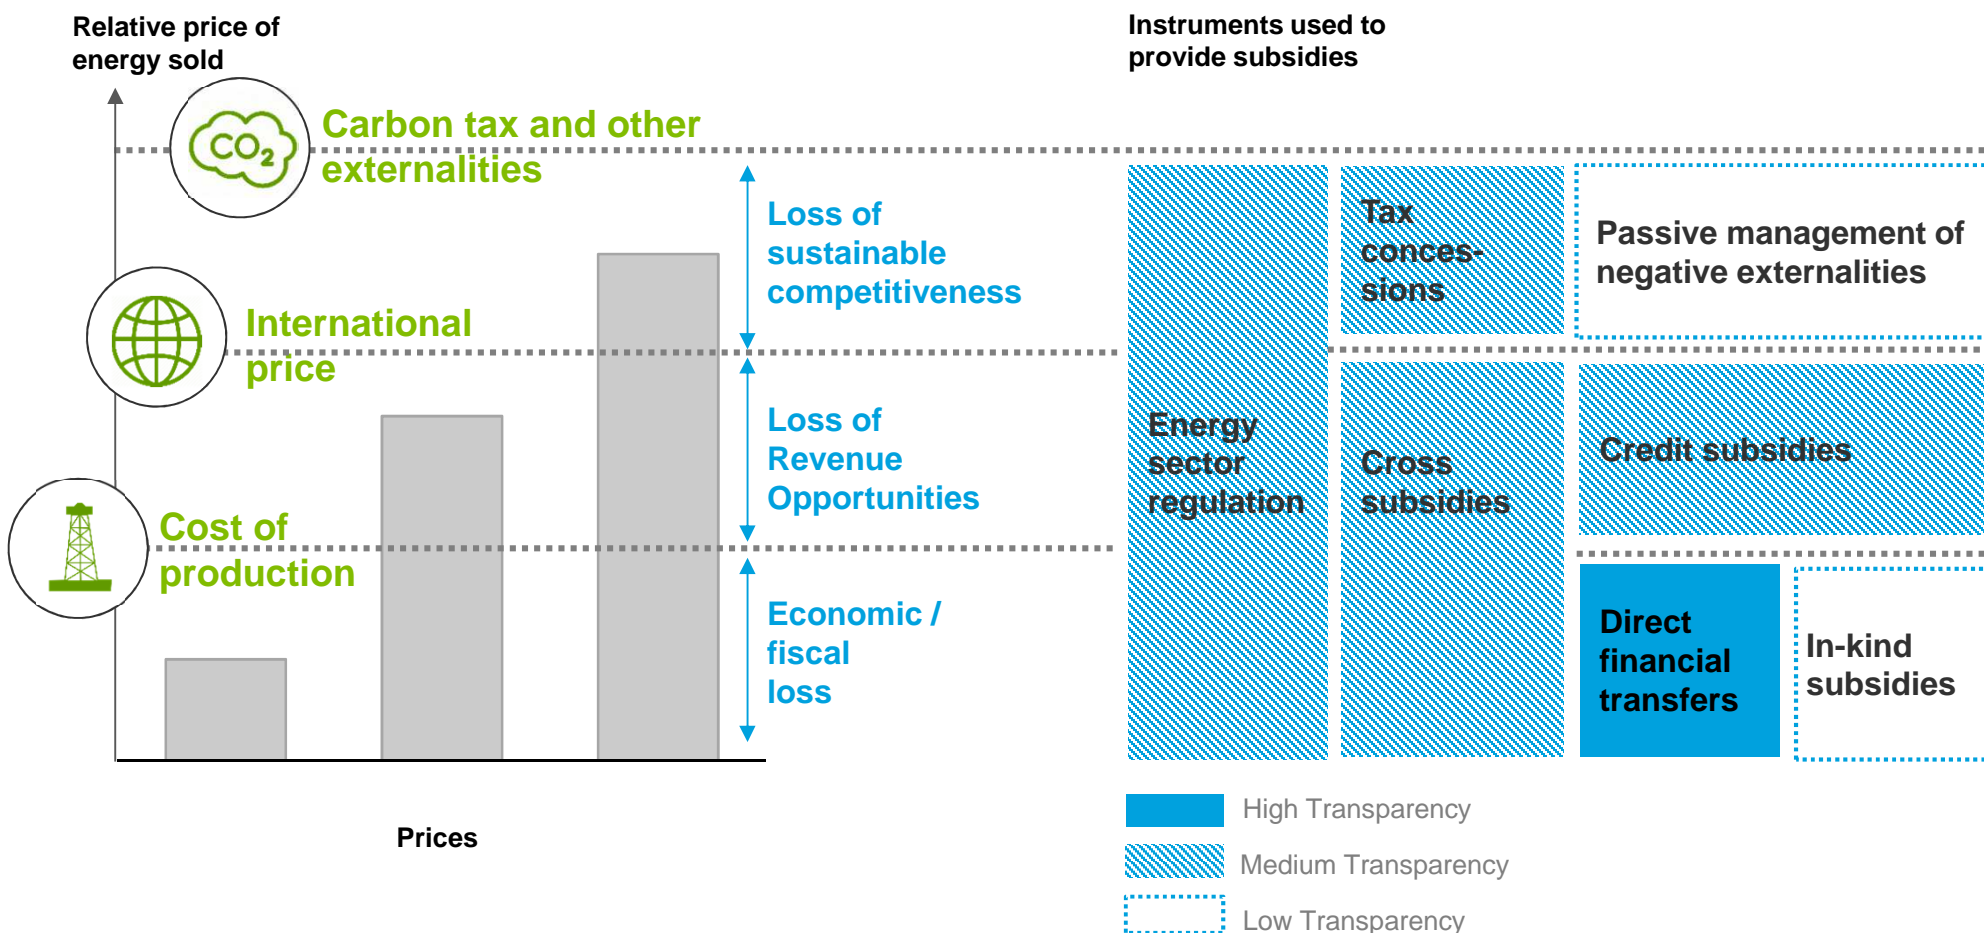 Relative price of
energy sold
CO2
Carbon tax and other
externalities
International
price
Cost of
production
Loss of
sustainable
competitiveness
Loss of
Revenue
Opportunities
Economic /
fiscal
loss
Prices
Instruments used to
provide subsidies
Energy
sector
regulation
Tax
conces-
sions
Passive management of
negative externalities
Cross
subsidies
Credit subsidies
Direct
financial
transfers
In-kind
subsidies
High Transparency
Medium Transparency
Low Transparency